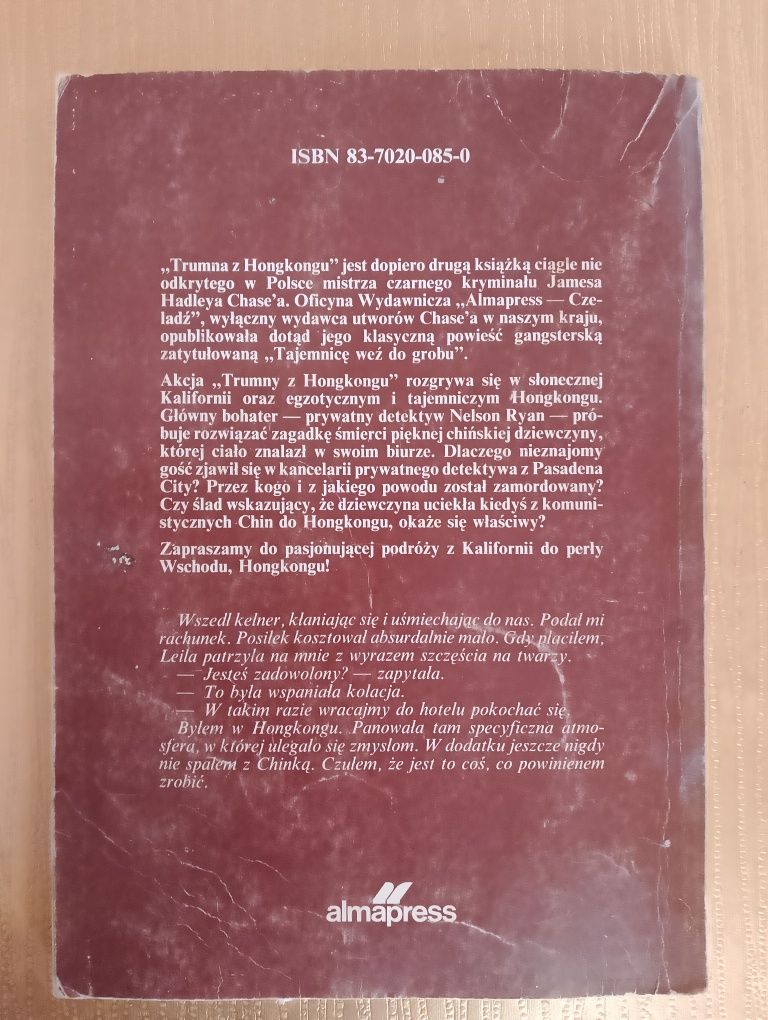 ISBN 83-7020-085-0
„Trumna z Hongkongu” jest dopiero drugą książką ciągle nie
odkrytego w Polsce mistrza czarnego kryminału Jamesa
Hadleya Chase'a. Oficyna Wydawnicza „Almapress — Cze-
ladź”, wyłączny wydawca utworów Chase'a w naszym kraju,
opublikowała dotąd jego klasyczną powieść gangsterską
zatytułowaną „Tajemnicę weź do grobu”.
Akcja „Trumny z Hongkongu” rozgrywa się w słonecznej
Kalifornii oraz egzotycznym i tajemniczym Hongkongu.
Główny bohater — prywatny detektyw Nelson Ryan — pró-
buje rozwiązać zagadkę śmierci pięknej chińskiej dziewczyny,
której ciało znalazł w swoim biurze. Dlaczego nieznajomy
gość zjawił się w kancelarii prywatnego detektywa z Pasadena
City? Przez kogo i z jakiego powodu został zamordowany?
Czy ślad wskazujący, że dziewczyna uciekła kiedyś z komuni-
stycznych Chin do Hongkongu, okaże się właściwy?
Zapraszamy do pasjonującej podróży z Kalifornii do perły
Wschodu, Hongkongu!
Wszedł kelner, kłaniając się i uśmiechając do nas. Podał mi
rachunek. Posiłek kosztował absurdalnie mało. Gdy płaciłem,
Leila patrzyła na mnie z wyrazem szczęścia na twarzy.
— Jesteś zadowolony? — zapytała.
— To była wspaniała kolacja.
— W takim razie wracajmy do hotelu pokochać się.
Byłem w Hongkongu. Panowała tam specyficzna atmo-
sfera, w której ulegało się zmysłom. W dodatku jeszcze nigdy
nie spałem z Chinką. Czułem, że jest to coś, co powinienem
zrobić.
almapress